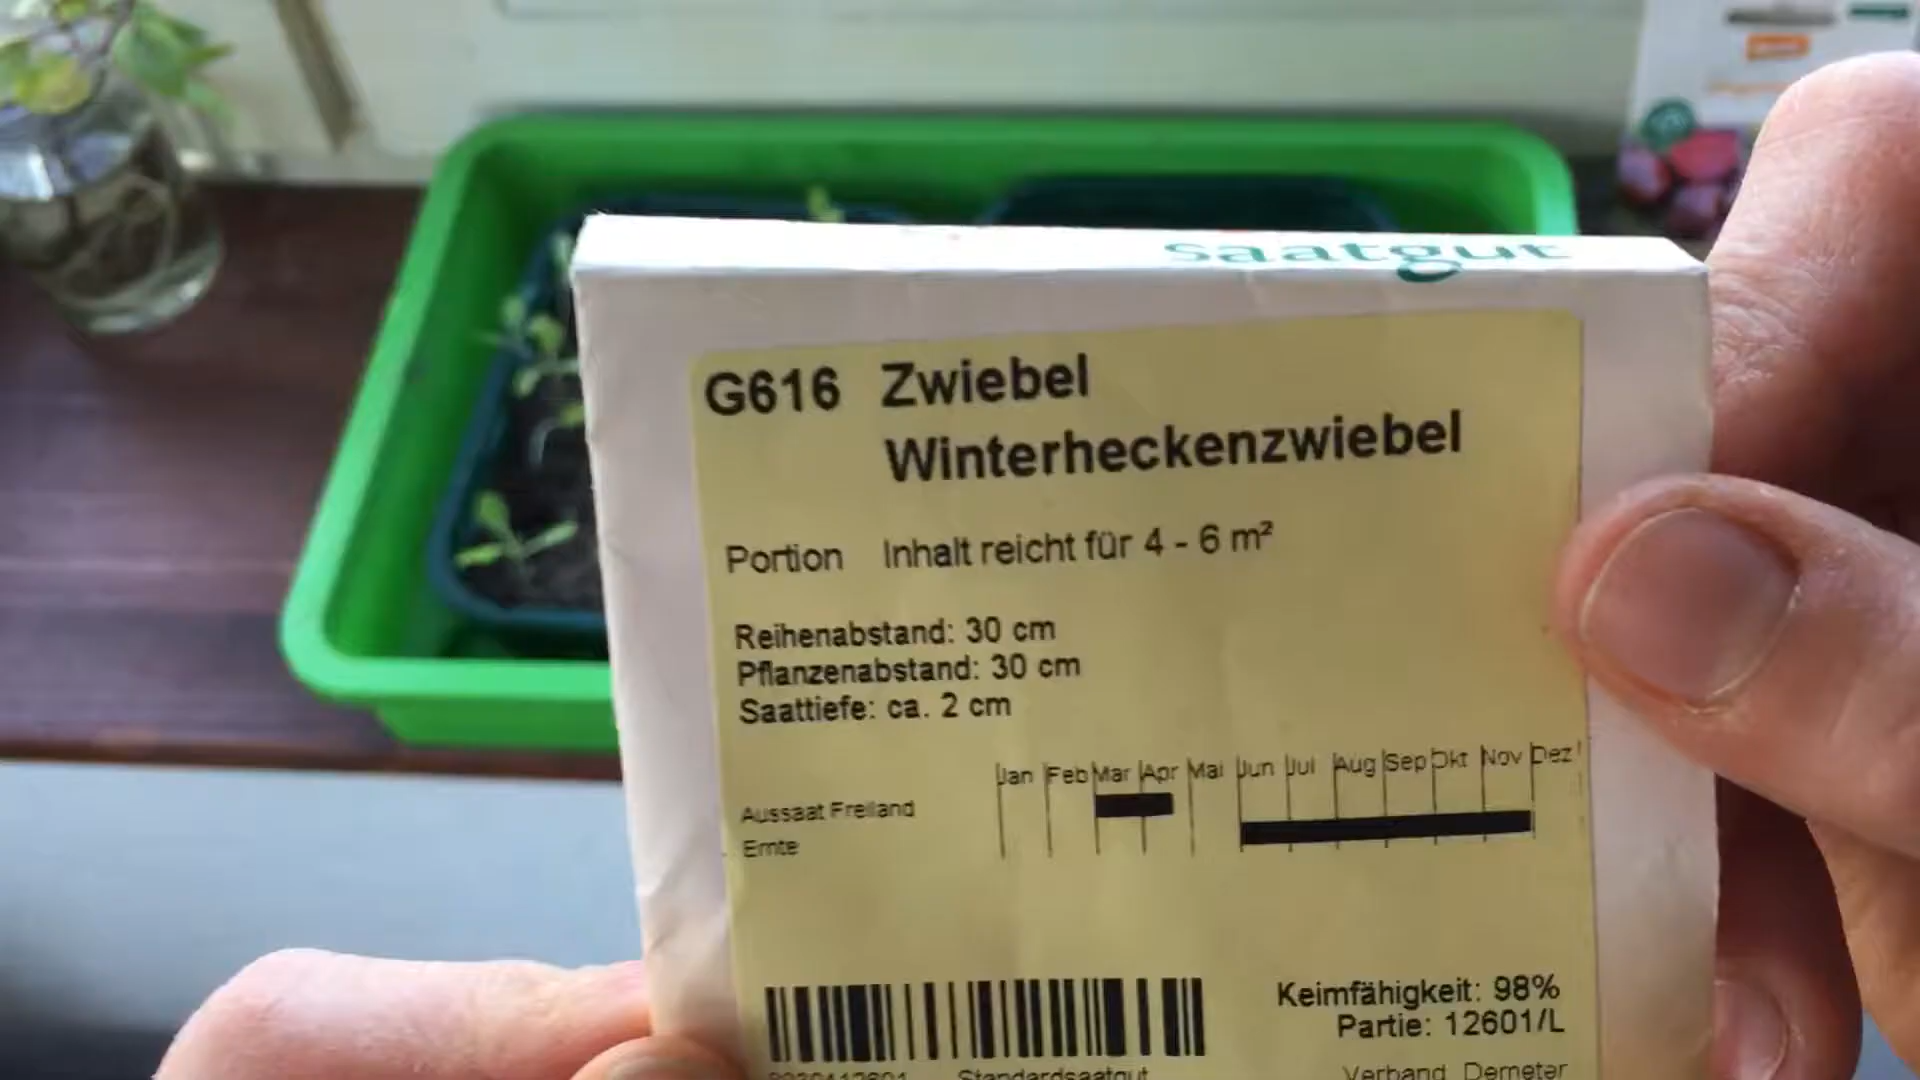 saatgut
G616 Zwiebel
Winterheckenzwiebel
Portion Inhalt reicht für 4 - 6 m²
Reihenabstand: 30 cm
Pflanzenabstand: 30 cm
Saattiefe: ca. 2 cm
Jan Feb Mar Apr Mai Jun Jul Aug Sep Okt Nov Dez
Aussaat Freiland
Ernte
Keimfähigkeit: 98%
Partie: 12601/L
Standardsaatgut
Verband Demeter